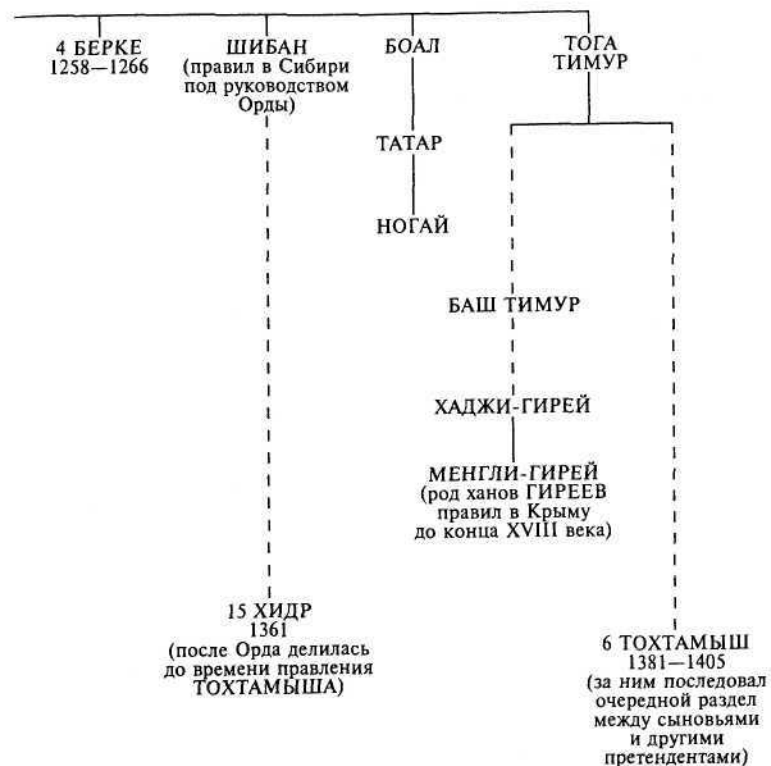 4 БЕРКЕ
1258—1266
ШИБАН
(правил в Сибири
под руководством
Орды)
БОАЛ
ТОГА
ТИМУР
ТАТАР
НОГАЙ
БАШ ТИМУР
ХАДЖИ-ГИРЕЙ
МЕНГЛИ-ГИРЕЙ
(род ханов ГИРЕЕВ
правил в Крыму
до конца XVIII века)
15 ХИДР
1361
(после Орда делилась
до времени правления
ТОХТАМЫША)
6 ТОХТАМЫШ
1381—1405
(за ним последовал
очередной раздел
между сыновьями
и другими
претендентами)